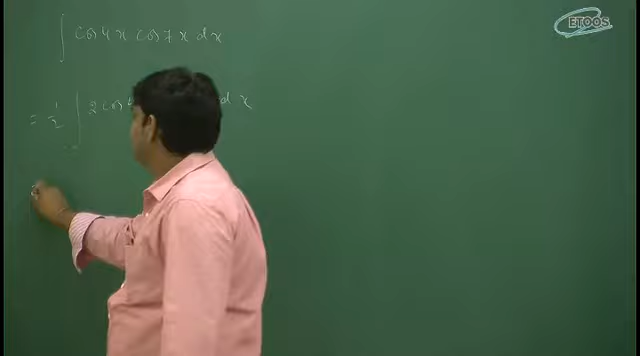 ETOOS
∫ cos 4x cos 7x dx
= 1/2 ∫ 2 cos dx